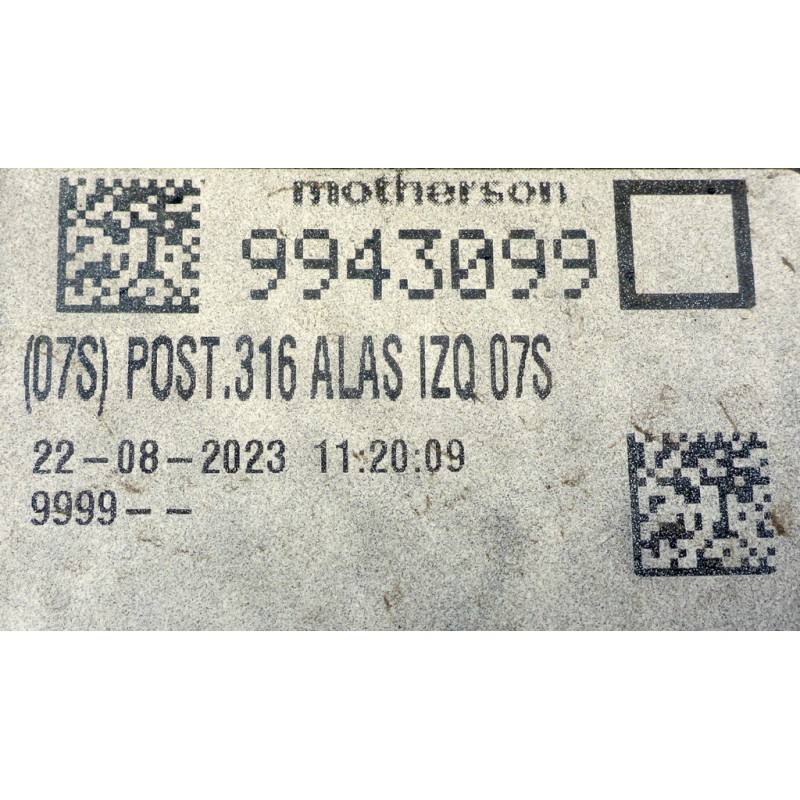 motherson
9943099
(07S) POST.316 ALAS IZQ 07S
22-08-2023 11:20:09
9999--